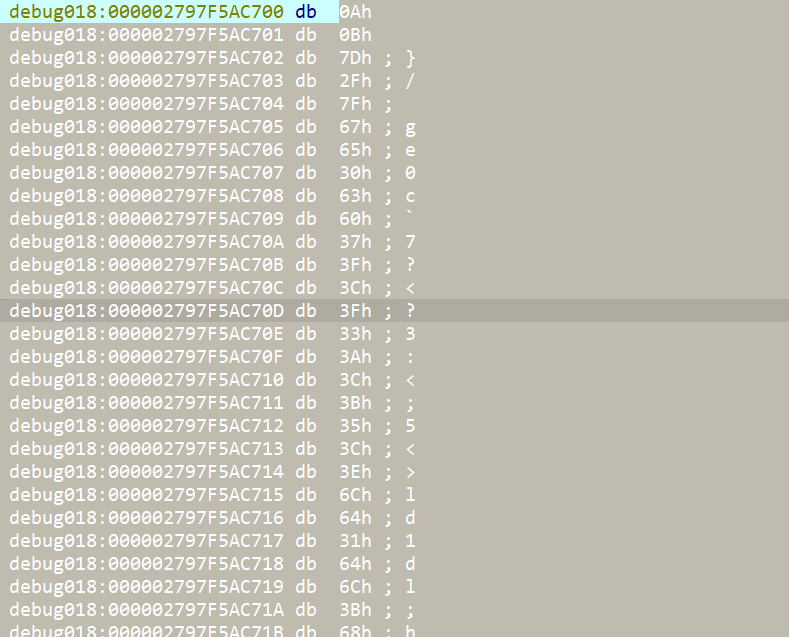 debug018:000002797F5AC700 db 0Ah
debug018:000002797F5AC701 db 0Bh
debug018:000002797F5AC702 db 7Dh ; }
debug018:000002797F5AC703 db 2Fh ; /
debug018:000002797F5AC704 db 7Fh ;
debug018:000002797F5AC705 db 67h ; g
debug018:000002797F5AC706 db 65h ; e
debug018:000002797F5AC707 db 30h ; 0
debug018:000002797F5AC708 db 63h ; c
debug018:000002797F5AC709 db 60h ; `
debug018:000002797F5AC70A db 37h ; 7
debug018:000002797F5AC70B db 3Fh ; ?
debug018:000002797F5AC70C db 3Ch ; <
debug018:000002797F5AC70D db 3Fh ; ?
debug018:000002797F5AC70E db 33h ; 3
debug018:000002797F5AC70F db 3Ah ; :
debug018:000002797F5AC710 db 3Ch ; <
debug018:000002797F5AC711 db 3Bh ; ;
debug018:000002797F5AC712 db 35h ; 5
debug018:000002797F5AC713 db 3Ch ; <
debug018:000002797F5AC714 db 3Eh ; >
debug018:000002797F5AC715 db 6Ch ; l
debug018:000002797F5AC716 db 64h ; d
debug018:000002797F5AC717 db 31h ; 1
debug018:000002797F5AC718 db 64h ; d
debug018:000002797F5AC719 db 6Ch ; l
debug018:000002797F5AC71A db 3Bh ; ;
debug018:000002797F5AC71B db 68h ; h